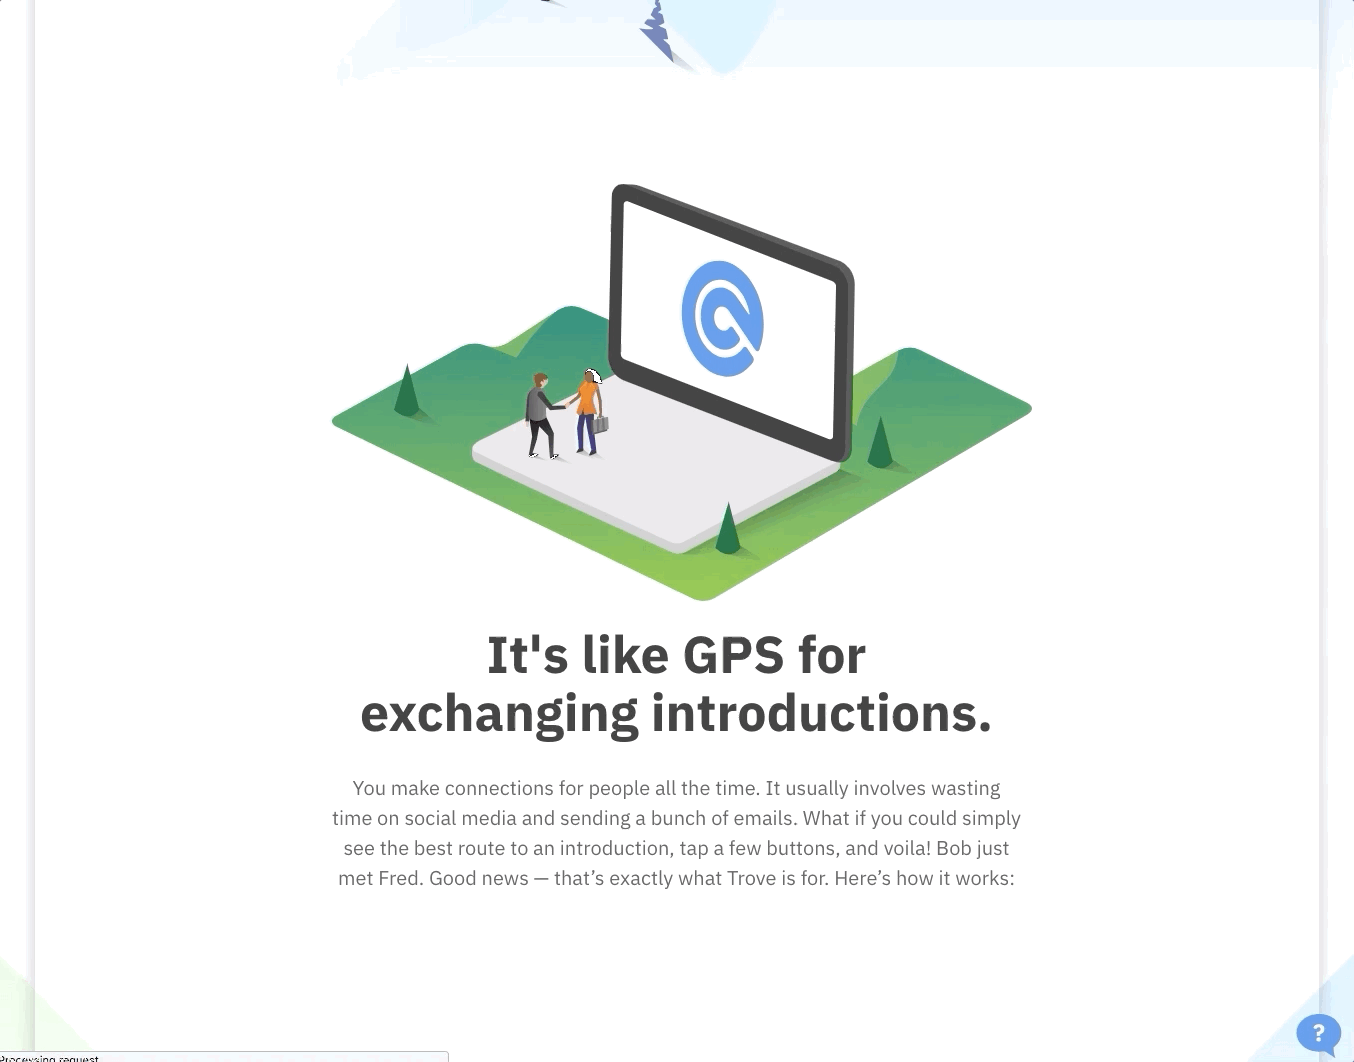 It's like GPS for
exchanging introductions.
You make connections for people all the time. It usually involves wasting
time on social media and sending a bunch of emails. What if you could simply
see the best route to an introduction, tap a few buttons, and voila! Bob just
met Fred. Good news — that’s exactly what Trove is for. Here’s how it works:
?
Processing request